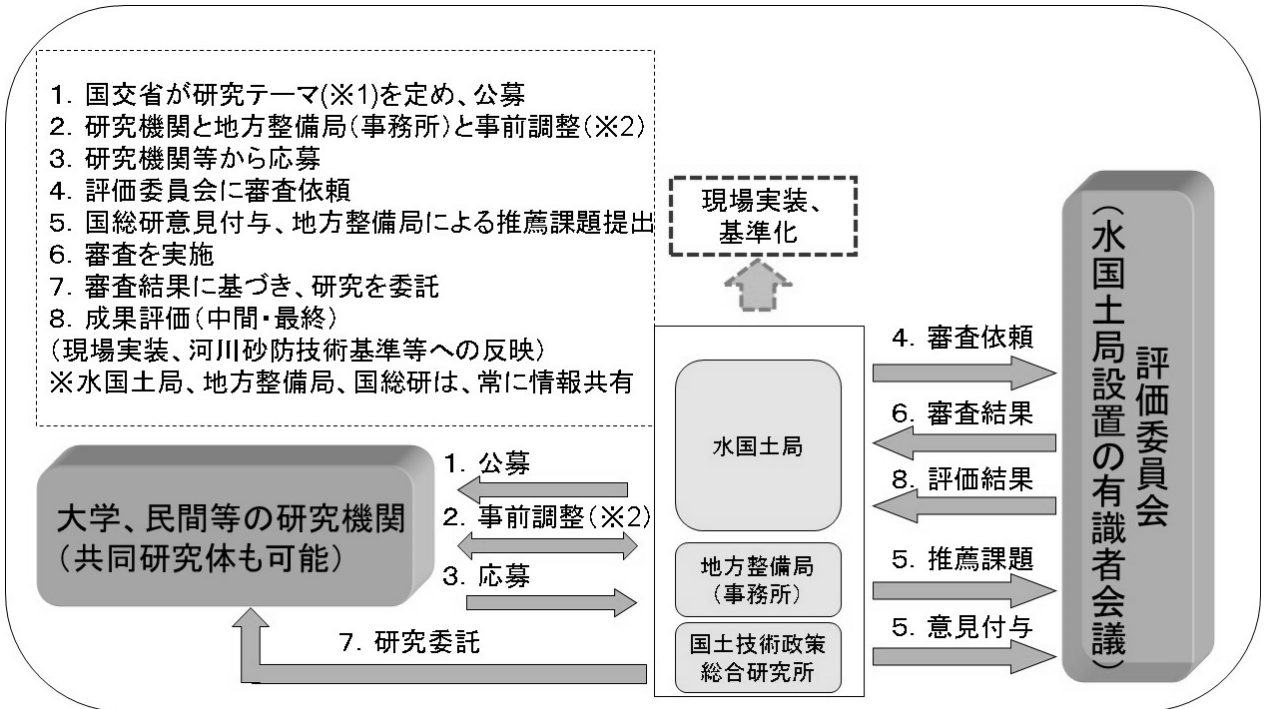 1. 国交省が研究テーマ(※1)を定め、公募
2. 研究機関と地方整備局(事務所)と事前調整(※2)
3. 研究機関等から応募
4. 評価委員会に審査依頼
5. 国総研意見付与、地方整備局による推薦課題提出
6. 審査を実施
7. 審査結果に基づき、研究を委託
8. 成果評価(中間・最終)
(現場実装、河川砂防技術基準等への反映)
※水国土局、地方整備局、国総研は、常に情報共有
現場実装、
基準化
大学、民間等の研究機関
(共同研究体も可能)
1. 公募
2. 事前調整(※2)
3. 応募
7. 研究委託
水国土局
地方整備局
(事務所)
国土技術政策
総合研究所
4. 審査依頼
6. 審査結果
8. 評価結果
5. 推薦課題
5. 意見付与
評価委員会
(水国土局設置の有識者会議)